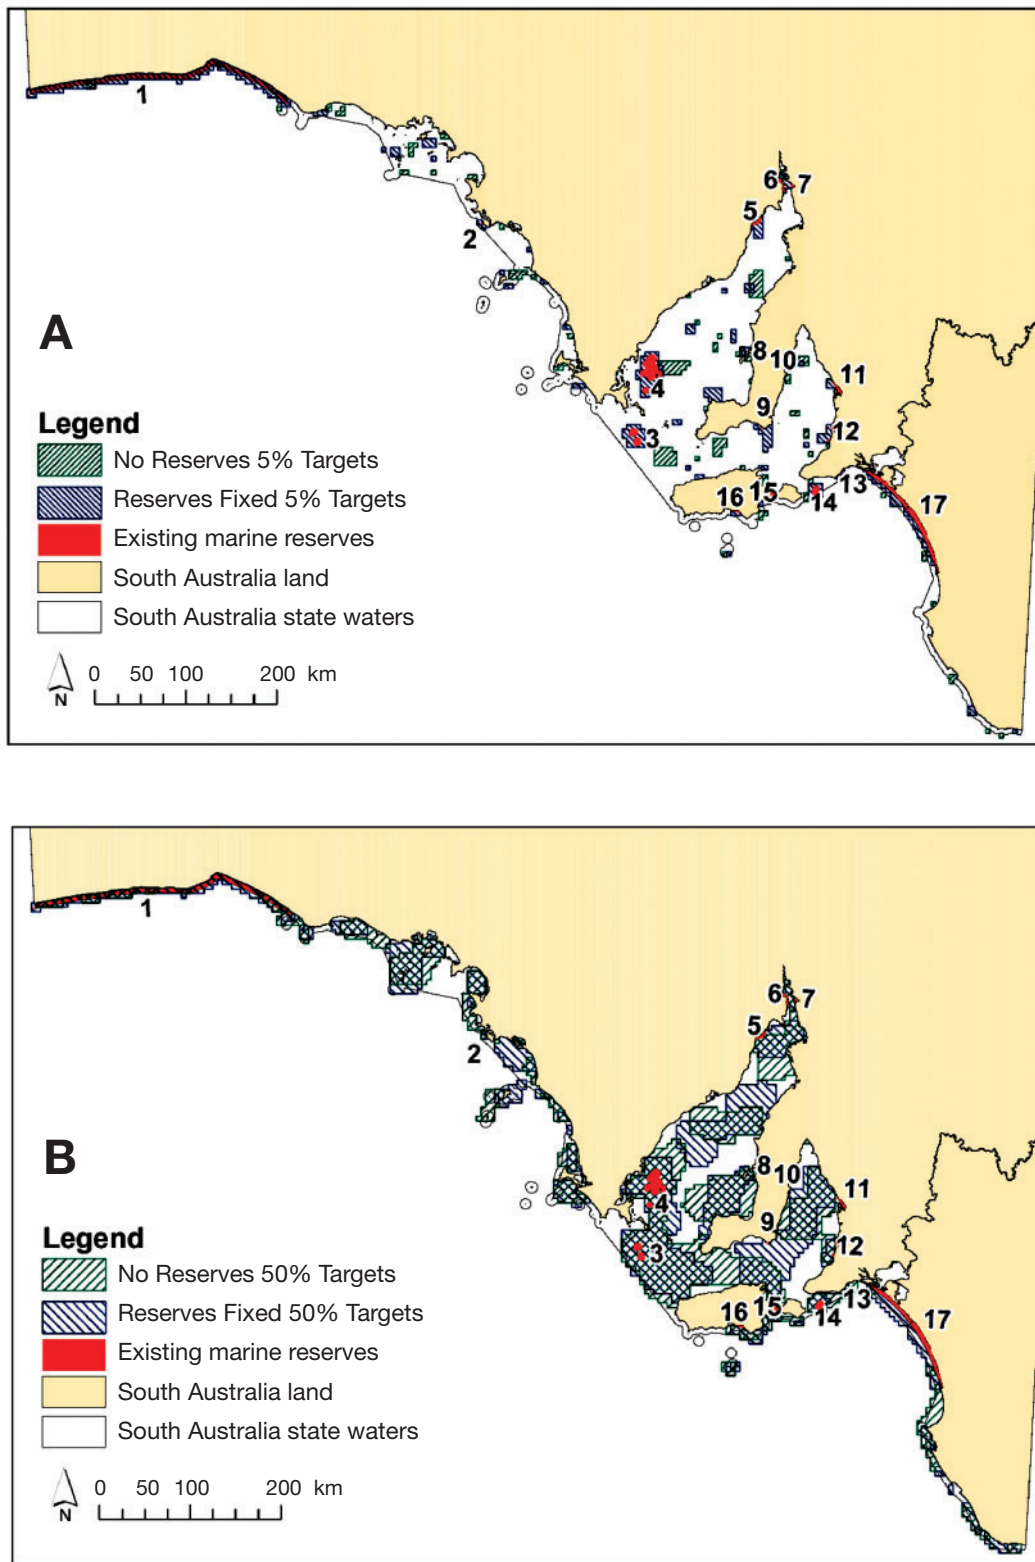 1
6 7
5
2
A
8 10
11
4
9
3
12
Legend
No Reserves 5% Targets
Reserves Fixed 5% Targets
Existing marine reserves
South Australia land
South Australia state waters
16 15 14 13 17
N
0 50 100 200 km
1
6 7
5
2
B
8 10
11
4
9
3
12
Legend
No Reserves 50% Targets
Reserves Fixed 50% Targets
Existing marine reserves
South Australia land
South Australia state waters
16 15 14 13 17
N
0 50 100 200 km